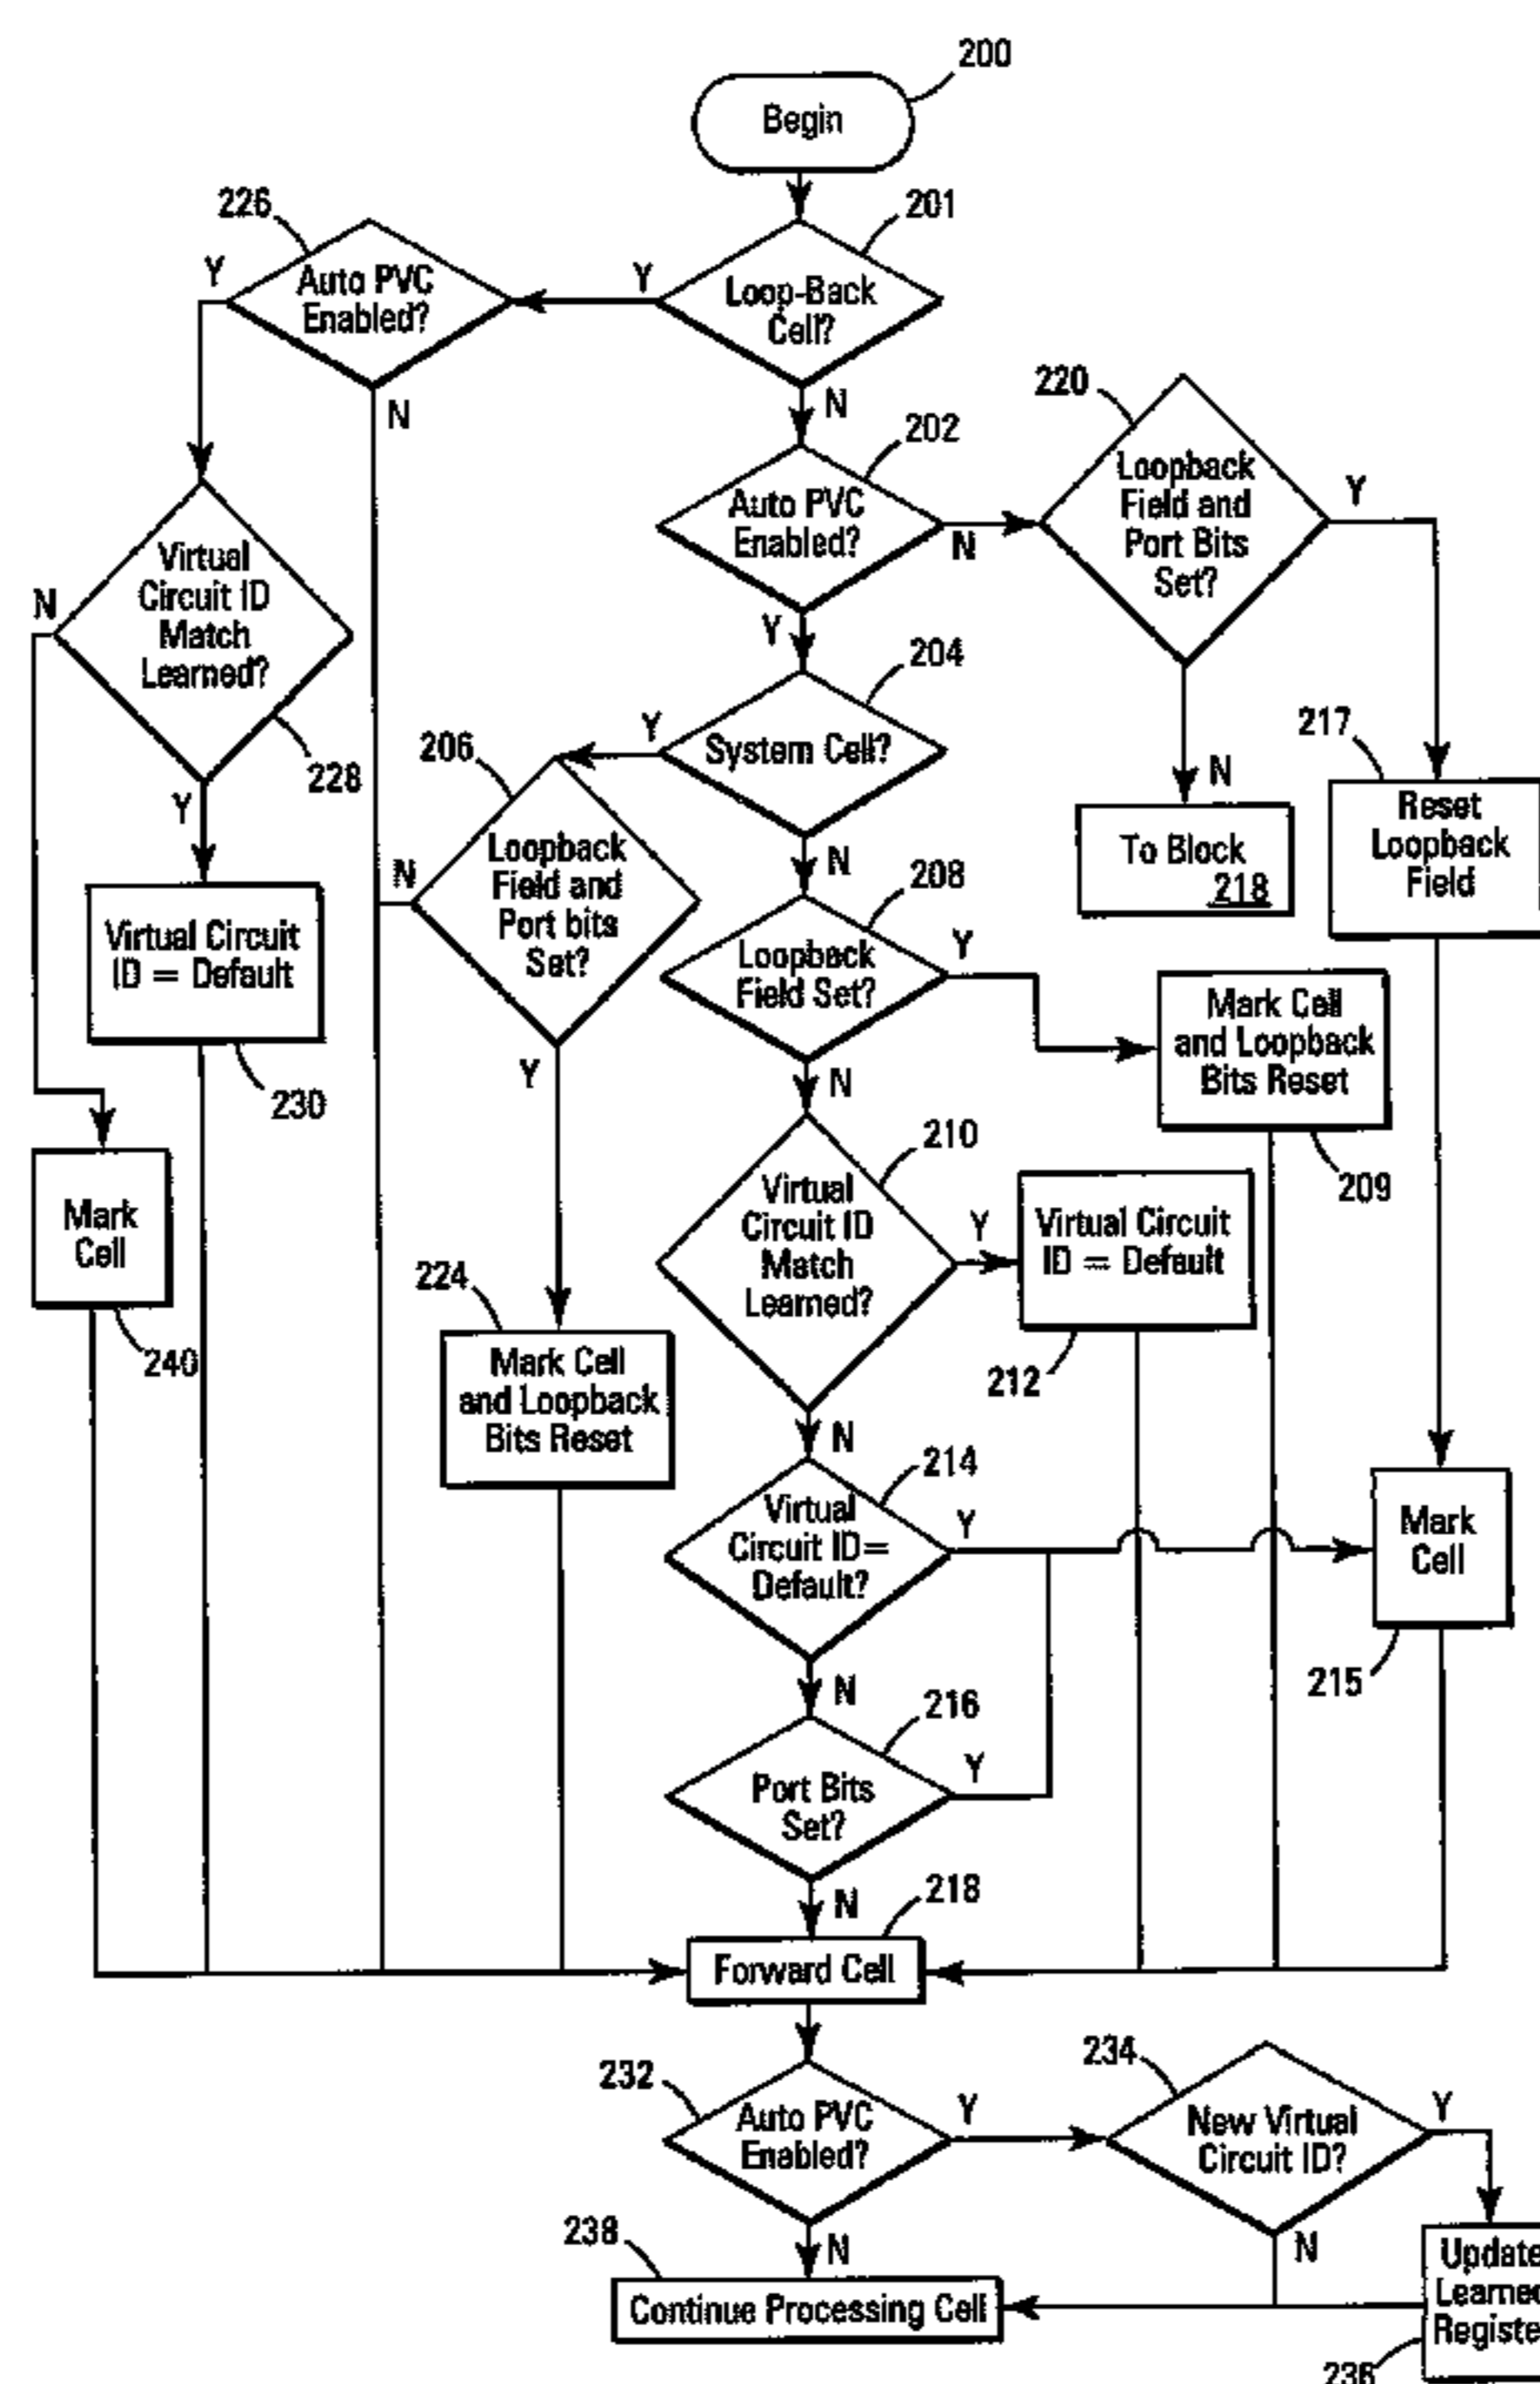 200
Begin
226
201
Y
Auto PVC
Enabled?
Y
Loop-Back
Cell?
N
N
202
220
Auto PVC
Enabled?
N
Loopback
Field and
Port Bits
Set?
Y
Virtual
Circuit ID
Match
Learned?
N
228
Y
Y
204
System Cell?
Y
206
N
217
Reset
Loopback
Field
To Block
218
N
Loopback
Field and
Port bits
Set?
N
Y
208
Loopback
Field Set?
Y
N
Virtual Circuit
ID = Default
230
Mark Cell
and Loopback
Bits Reset
209
210
Virtual
Circuit ID
Match
Learned?
Y
Virtual Circuit
ID = Default
212
N
Mark
Cell
240
224
Mark Cell
and Loopback
Bits Reset
214
Virtual
Circuit ID=
Default?
Y
N
Mark
Cell
215
216
Port Bits
Set?
Y
N
218
Forward Cell
232
Auto PVC
Enabled?
Y
N
234
New Virtual
Circuit ID?
Y
N
238
Continue Processing Cell
Update
Learned
Registe
236